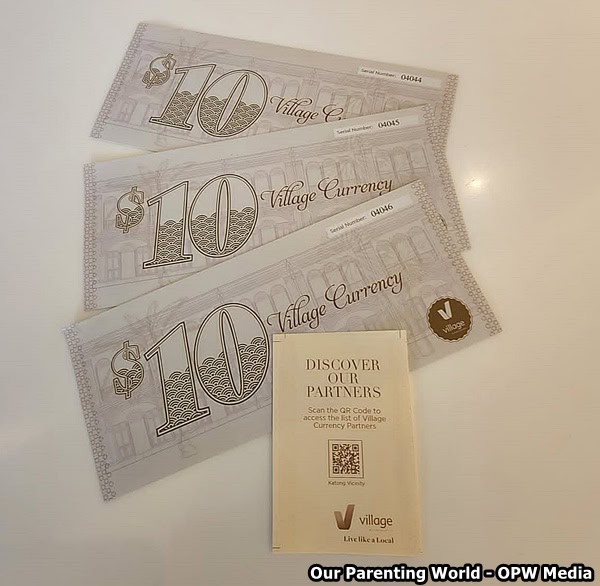 Serial Number: 04044
$10 Village C
Serial Number: 04045
$10 Village Currency
Serial Number: 04046
$10 Village Currency
village
DISCOVER
OUR
PARTNERS
Scan the QR Code to
access the list of Village
Currency Partners
Katong Vicinity
village
Live like a Local
Our Parenting World - OPW Media